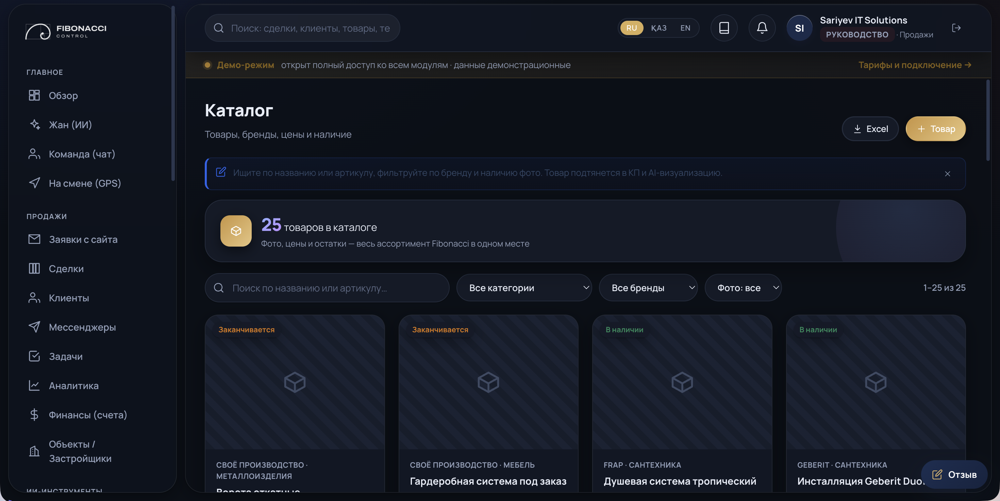 FIBONACCI
CONTROL
ГЛАВНОЕ
Обзор
Жан (ИИ)
Команда (чат)
На смене (GPS)
ПРОДАЖИ
Заявки с сайта
Сделки
Клиенты
Мессенджеры
Задачи
Аналитика
Финансы (счета)
Объекты /
Застройщики
ИИ-ИНСТРУМЕНТЫ
Поиск: сделки, клиенты, товары, те
RU ҚАЗ EN
SI
Sariyev IT Solutions
РУКОВОДСТВО · Продажи
Демо-режим открыт полный доступ ко всем модулям · данные демонстрационные
Тарифы и подключение →
Каталог
Товары, бренды, цены и наличие
Excel
+ Товар
Ищите по названию или артикулу, фильтруйте по бренду и наличию фото. Товар подтянется в КП и AI-визуализацию.
25 товаров в каталоге
Фото, цены и остатки — весь ассортимент Fibonacci в одном месте
Поиск по названию или артикулу...
Все категории
Все бренды
Фото: все
1–25 из 25
Заканчивается
СВОЁ ПРОИЗВОДСТВО ·
МЕТАЛЛОИЗДЕЛИЯ
Ворота откатные
Заканчивается
СВОЁ ПРОИЗВОДСТВО · МЕБЕЛЬ
Гардеробная система под заказ
В наличии
FRAP · САНТЕХНИКА
Душевая система тропический
В наличии
GEBERIT · САНТЕХНИКА
Инсталляция Geberit Duo
Отзыв